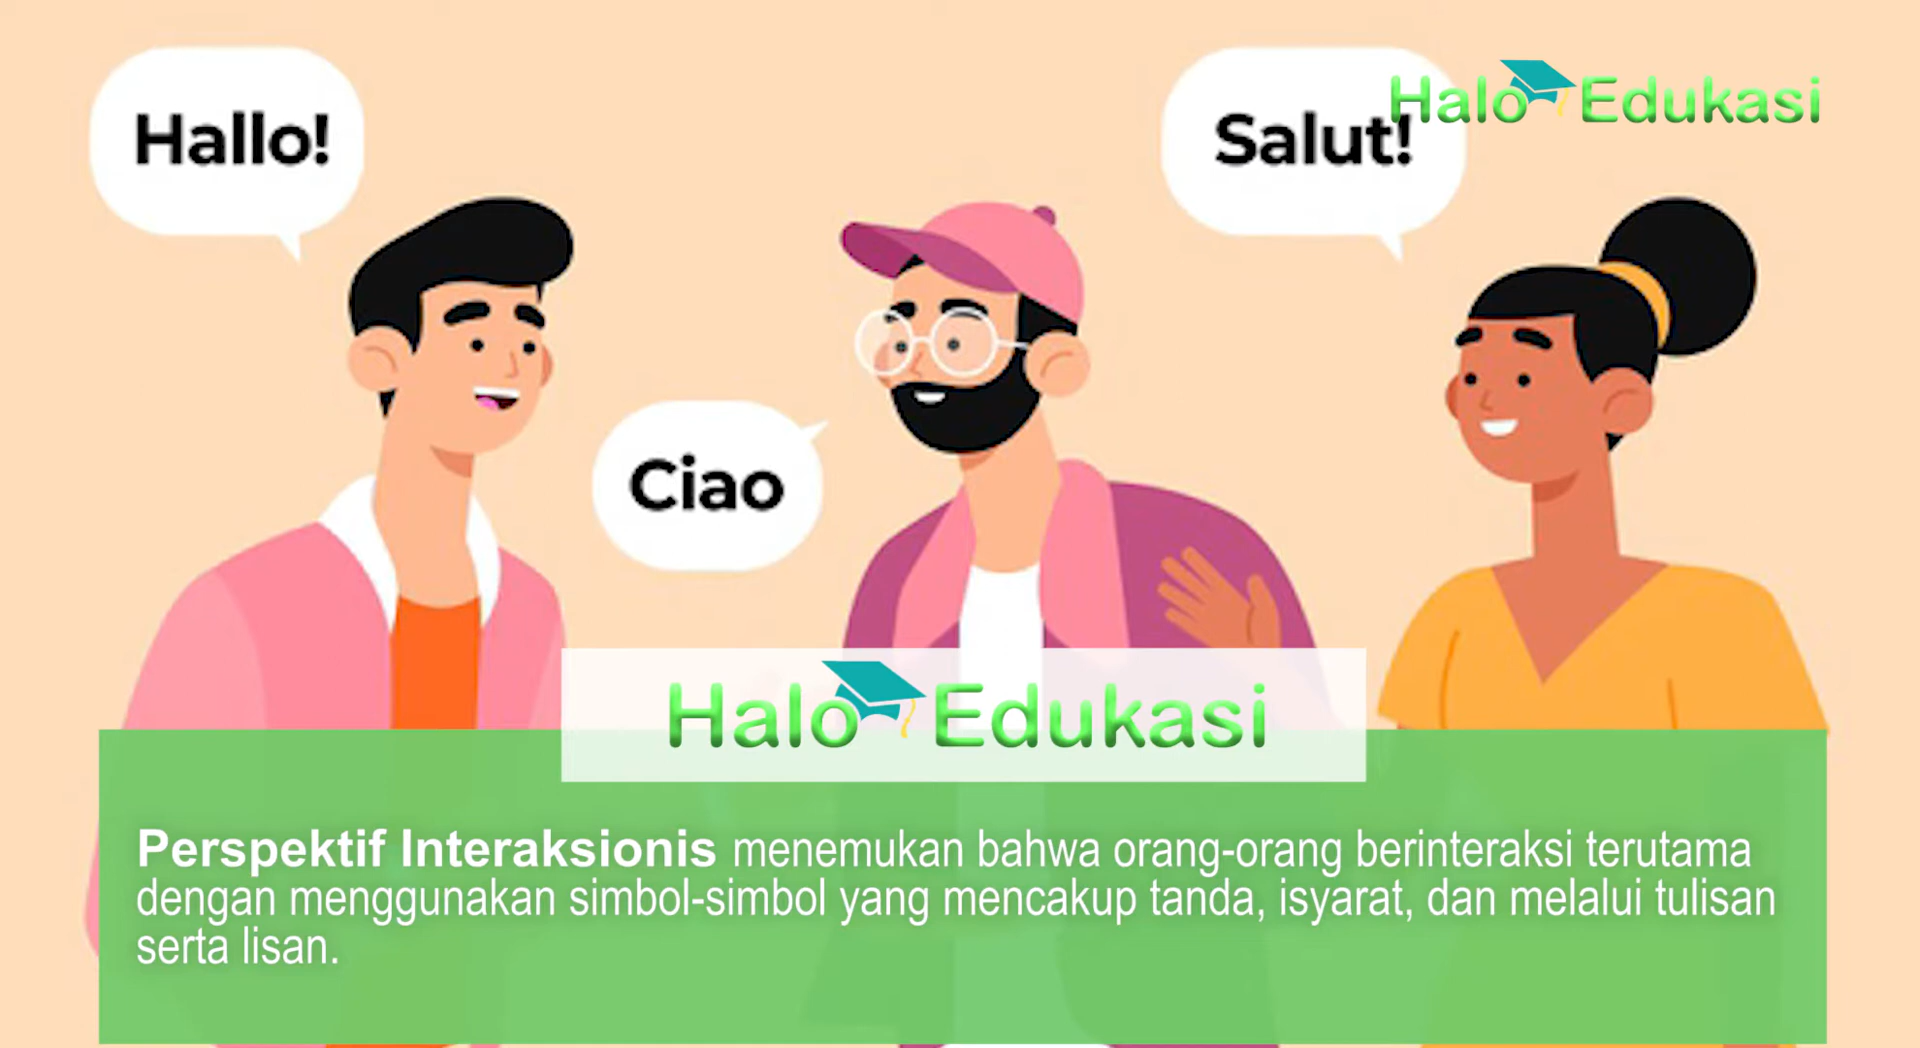 Hallo!
Salut!
Halo Edukasi
Ciao
Halo Edukasi
Perspektif Interaksionis menemukan bahwa orang-orang berinteraksi terutama
dengan menggunakan simbol-simbol yang mencakup tanda, isyarat, dan melalui tulisan
serta lisan.